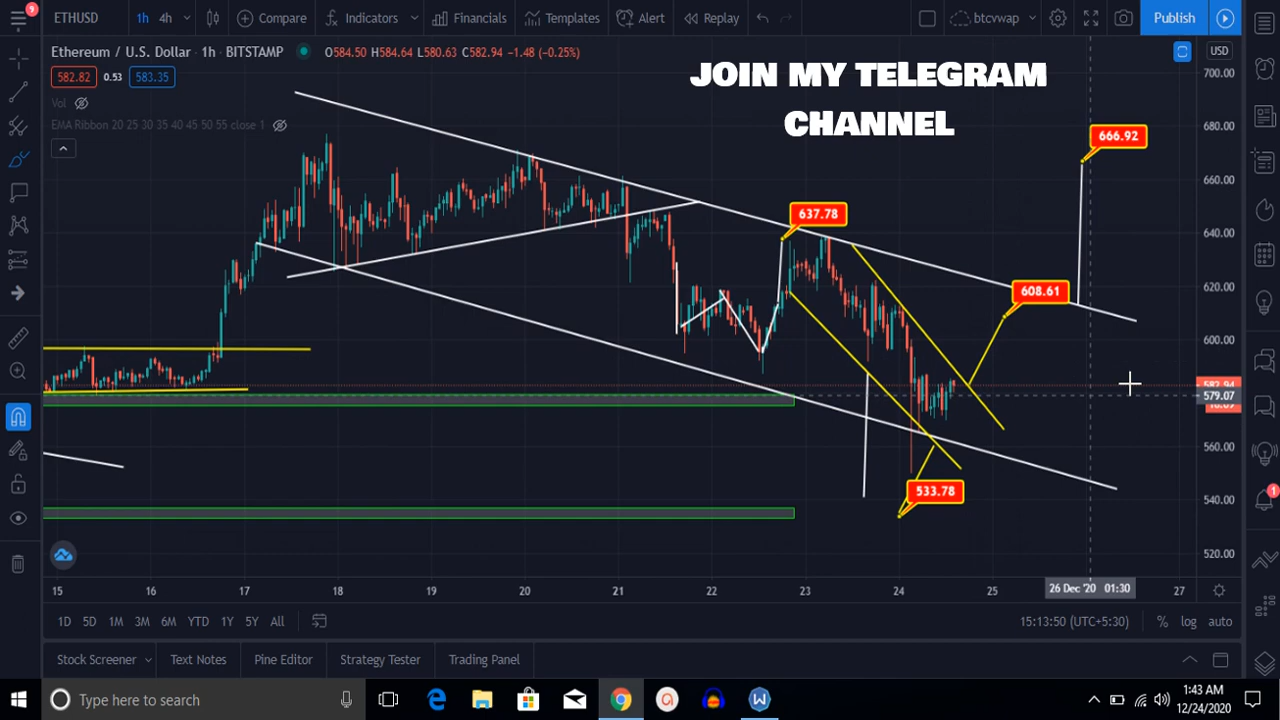 9
ETHUSD
1h
4h
Compare
Indicators
Financials
Templates
Alert
Replay
btcvwap
Publish
Ethereum / U.S. Dollar · 1h · BITSTAMP
O584.50 H584.64 L580.63 C582.94 −1.48 (−0.25%)
USD
582.82
0.53
583.35
Vol
EMA Ribbon 20 25 30 35 40 45 50 55 close 1
JOIN MY TELEGRAM
CHANNEL
700.00
680.00
660.00
640.00
620.00
600.00
582.94
579.07
560.00
540.00
520.00
666.92
637.78
608.61
533.78
1
15
16
17
18
19
20
21
22
23
24
25
26 Dec '20 01:30
27
1D
5D
1M
3M
6M
YTD
1Y
5Y
All
15:13:50 (UTC+5:30)
%
log
auto
Stock Screener
Text Notes
Pine Editor
Strategy Tester
Trading Panel
Type here to search
1:43 AM
12/24/2020